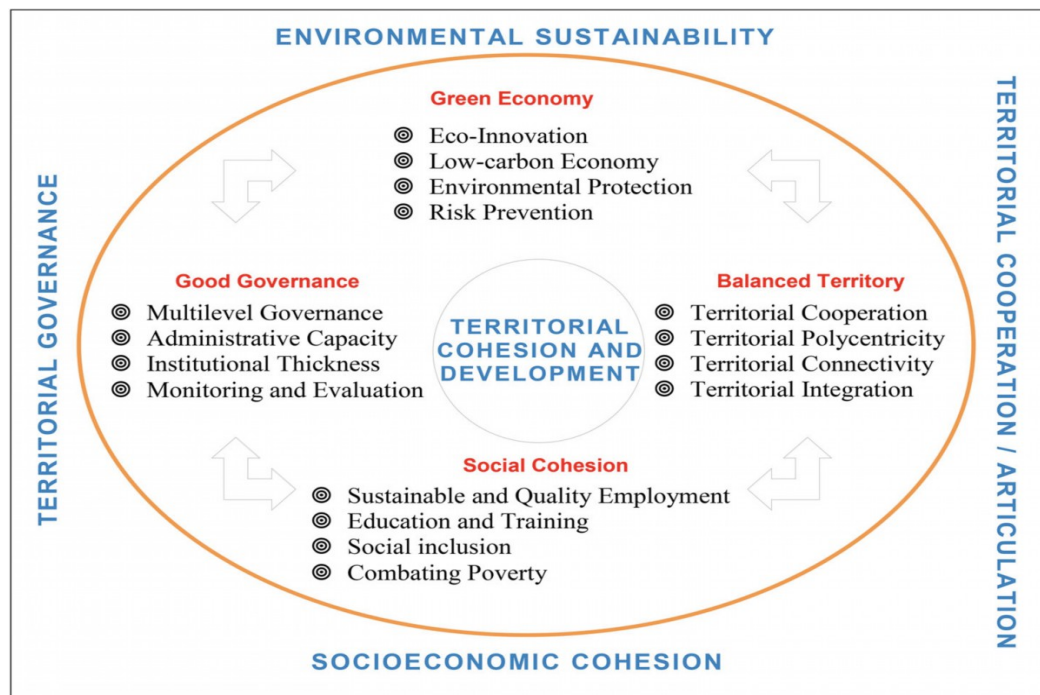 ENVIRONMENTAL SUSTAINABILITY
Green Economy
Eco-Innovation
Low-carbon Economy
Environmental Protection
Risk Prevention
TERRITORIAL GOVERNANCE
Good Governance
Multilevel Governance
Administrative Capacity
Institutional Thickness
Monitoring and Evaluation
TERRITORIAL
COHESION AND
DEVELOPMENT
Balanced Territory
Territorial Cooperation
Territorial Polycentricity
Territorial Connectivity
Territorial Integration
TERRITORIAL COOPERATION / ARTICULATION
Social Cohesion
Sustainable and Quality Employment
Education and Training
Social inclusion
Combating Poverty
SOCIOECONOMIC COHESION